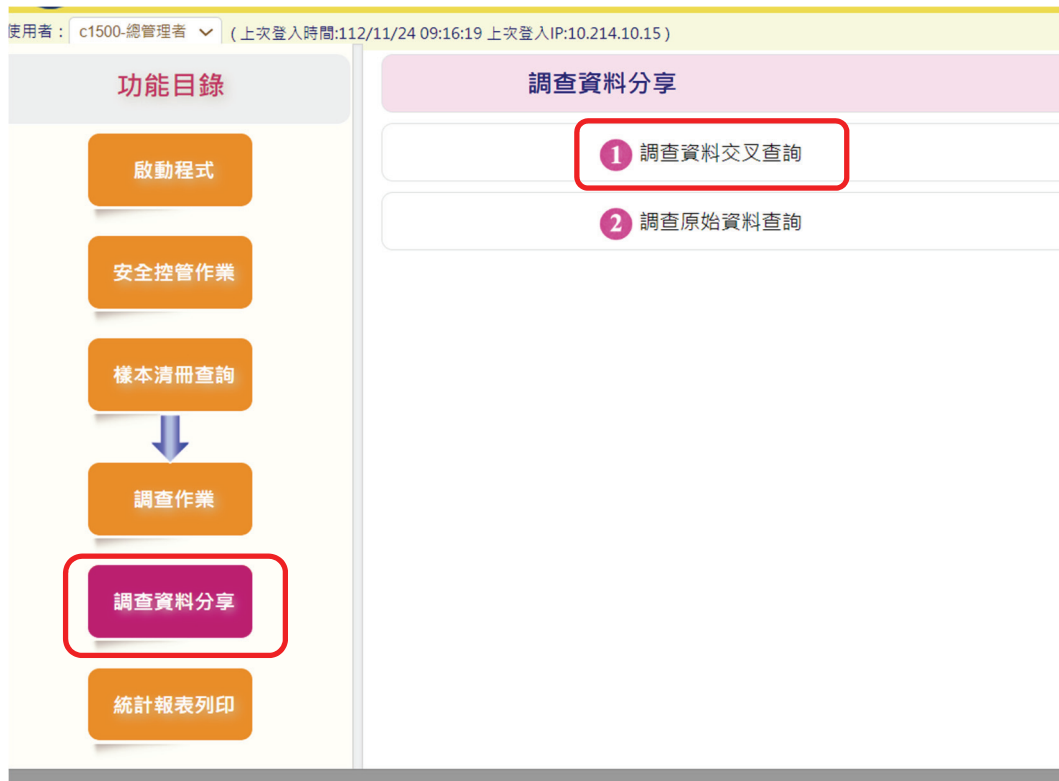 使用者： c1500-總管理者 （上次登入時間:112/11/24 09:16:19 上次登入IP:10.214.10.15）
功能目錄
啟動程式
安全控管作業
樣本清冊查詢
調查作業
調查資料分享
統計報表列印
調查資料分享
1 調查資料交叉查詢
2 調查原始資料查詢